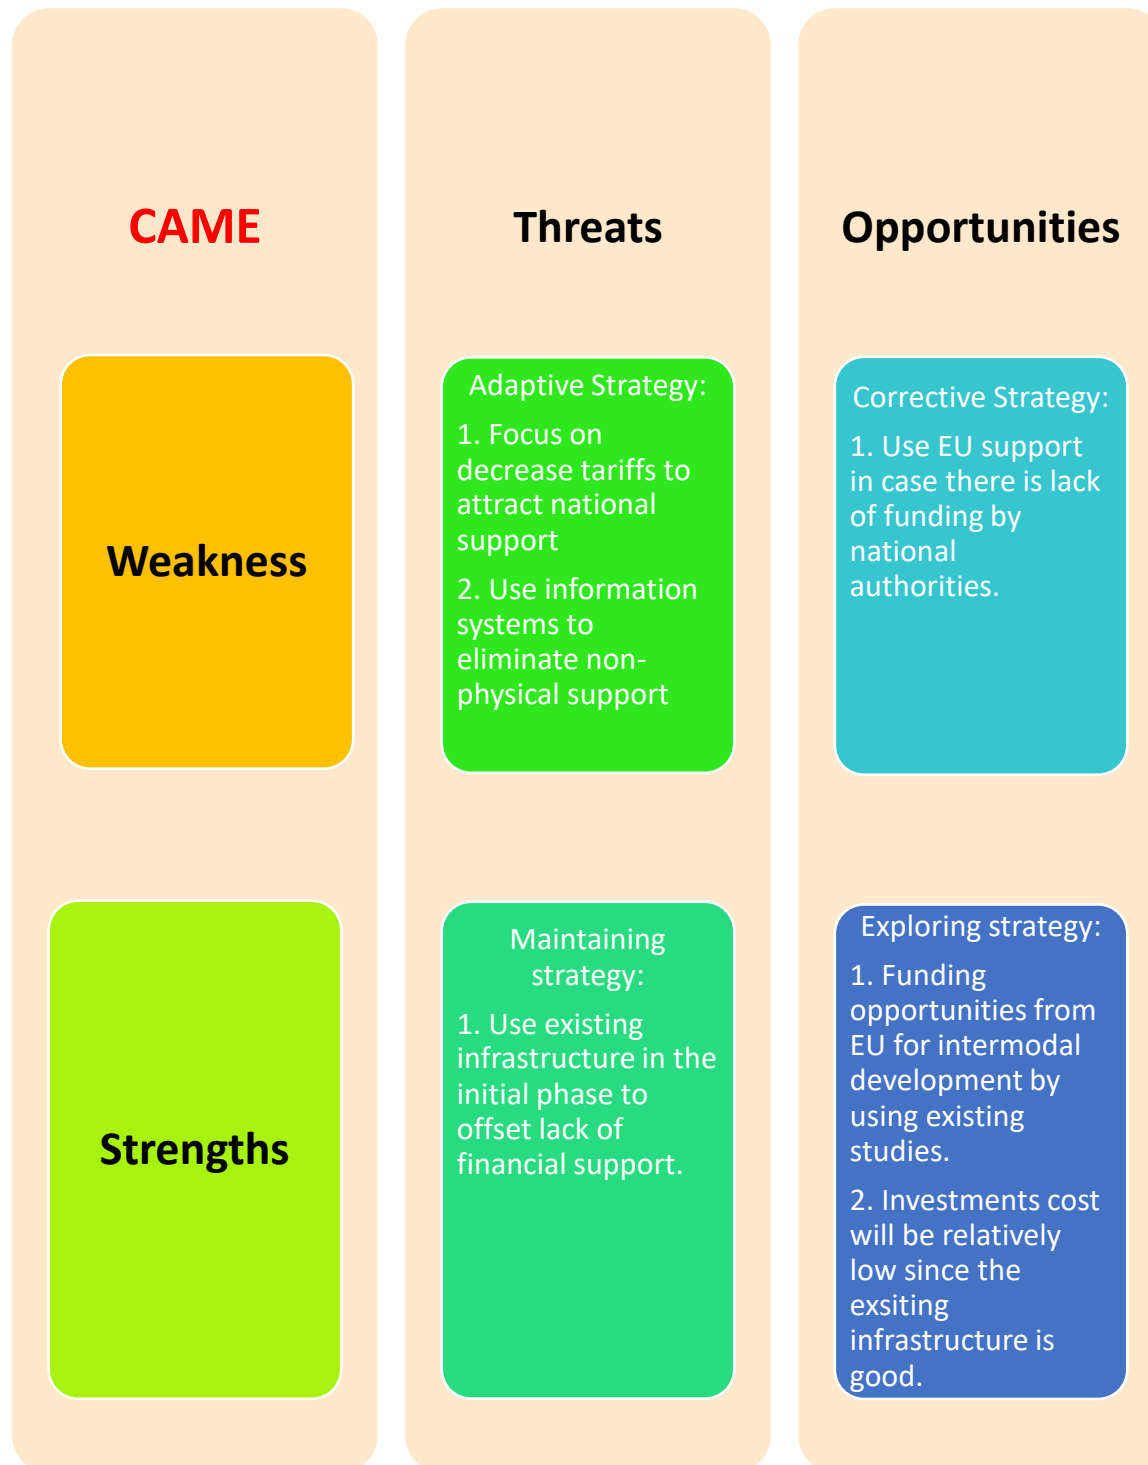 CAME
Threats
Opportunities
Weakness
Adaptive Strategy:
1. Focus on
decrease tariffs to
attract national
support
2. Use information
systems to
eliminate non-
physical support
Corrective Strategy:
1. Use EU support
in case there is lack
of funding by
national
authorities.
Strengths
Maintaining
strategy:
1. Use existing
infrastructure in the
initial phase to
offset lack of
financial support.
Exploring strategy:
1. Funding
opportunities from
EU for intermodal
development by
using existing
studies.
2. Investments cost
will be relatively
low since the
exsiting
infrastructure is
good.